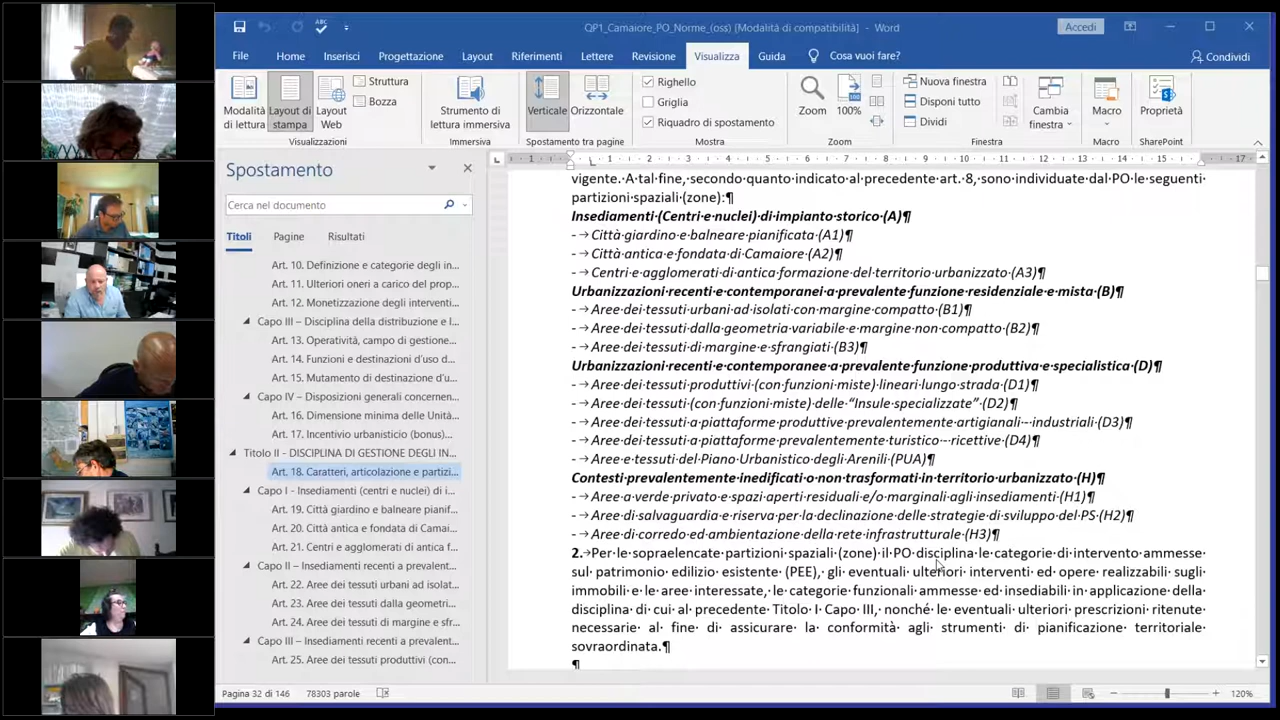 QP1_Camaiore_PO_Norme_(oss) [Modalità di compatibilità] - Word
Accedi
File Home Inserisci Progettazione Layout Riferimenti Lettere Revisione Visualizza Guida Cosa vuoi fare? Condividi
Modalità di lettura
Layout di stampa
Layout Web
Struttura
Bozza
Visualizzazioni
Strumento di lettura immersiva
Immersiva
Verticale
Orizzontale
Spostamento tra pagine
Righello
Griglia
Riquadro di spostamento
Mostra
Zoom
100%
Zoom
Nuova finestra
Disponi tutto
Dividi
Cambia finestra
Finestra
Macro
Macro
Proprietà
SharePoint
Spostamento
Cerca nel documento
Titoli Pagine Risultati
Art. 10. Definizione e categorie degli in...
Art. 11. Ulteriori oneri a carico del prop...
Art. 12. Monetizzazione degli interventi...
Capo III – Disciplina della distribuzione e l...
Art. 13. Operatività, campo di gestione...
Art. 14. Funzioni e destinazioni d'uso d...
Art. 15. Mutamento di destinazione d'u...
Capo IV – Disposizioni generali concernen...
Art. 16. Dimensione minima delle Unità...
Art. 17. Incentivo urbanisticio (bonus)...
Titolo II - DISCIPLINA DI GESTIONE DEGLI IN...
Art. 18. Caratteri, articolazione e partizi...
Capo I - Insediamenti (centri e nuclei) di i...
Art. 19. Città giardino e balneare pianif...
Art. 20. Città antica e fondata di Camai...
Art. 21. Centri e agglomerati di antica f...
Capo II – Insediamenti recenti a prevalent...
Art. 22. Aree dei tessuti urbani ad isolat...
Art. 23. Aree dei tessuti dalla geometri...
Art. 24. Aree dei tessuti di margine e sfr...
Capo III – Insediamenti recenti a prevalent...
Art. 25. Aree dei tessuti produttivi (con...
1 1 2 3 4 5 6 7 8 9 10 11 12 13 14 15 17
vigente. A tal fine, secondo quanto indicato al precedente art. 8, sono individuate dal PO le seguenti
partizioni spaziali (zone):¶
Insediamenti (Centri e nuclei) di impianto storico (A)¶
- → Città giardino e balneare pianificata (A1)¶
- → Città antica e fondata di Camaiore (A2)¶
- → Centri e agglomerati di antica formazione del territorio urbanizzato (A3)¶
Urbanizzazioni recenti e contemporanei a prevalente funzione residenziale e mista (B)¶
- → Aree dei tessuti urbani ad isolati con margine compatto (B1)¶
- → Aree dei tessuti dalla geometria variabile e margine non compatto (B2)¶
- → Aree dei tessuti di margine e sfrangiati (B3)¶
Urbanizzazioni recenti e contemporanee a prevalente funzione produttiva e specialistica (D)¶
- → Aree dei tessuti produttivi (con funzioni miste) lineari lungo strada (D1)¶
- → Aree dei tessuti (con funzioni miste) delle “Insule specializzate” (D2)¶
- → Aree dei tessuti a piattaforme produttive prevalentemente artigianali - industriali (D3)¶
- → Aree dei tessuti a piattaforme prevalentemente turistico - ricettive (D4)¶
- → Aree e tessuti del Piano Urbanistico degli Arenili (PUA)¶
Contesti prevalentemente inedificati o non trasformati in territorio urbanizzato (H)¶
- → Aree a verde privato e spazi aperti residuali e/o marginali agli insediamenti (H1)¶
- → Aree di salvaguardia e riserva per la declinazione delle strategie di sviluppo del PS (H2)¶
- → Aree di corredo ed ambientazione della rete infrastrutturale (H3)¶
2. → Per le sopraelencate partizioni spaziali (zone) il PO disciplina le categorie di intervento ammesse
sul patrimonio edilizio esistente (PEE), gli eventuali ulteriori interventi ed opere realizzabili sugli
immobili e le aree interessate, le categorie funzionali ammesse ed insediabili in applicazione della
disciplina di cui al precedente Titolo I Capo III, nonché le eventuali ulteriori prescrizioni ritenute
necessarie al fine di assicurare la conformità agli strumenti di pianificazione territoriale
sovraordinata.¶
¶
Pagina 32 di 146 78303 parole 120%